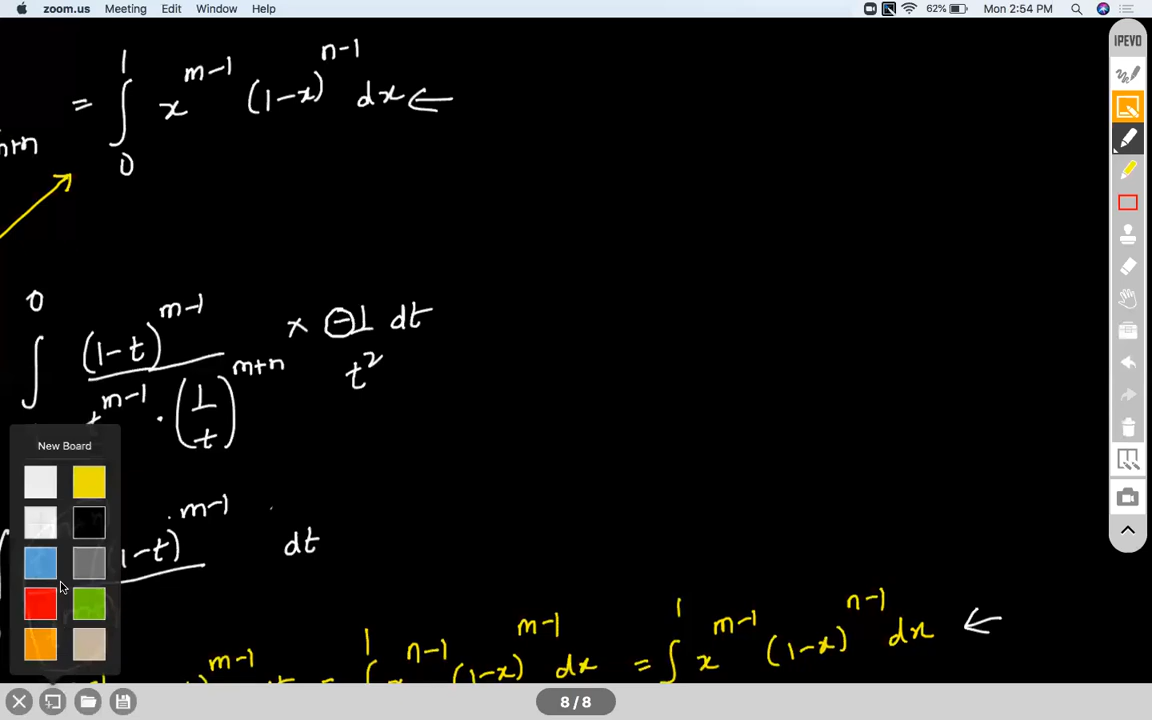 zoom.us Meeting Edit Window Help 62% Mon 2:54 PM
IPEVO
= ∫₀¹ x^{m-1} (1-x)^{n-1} dx ←
m+n
∫ ^0 (1-t)^{m-1} / t^{m-1} · (1/t)^{m+n} × -1/t² dt
New Board
1-t)^{m-1} dt
)^{m-1} dt = ∫^1 x^{n-1} (1-x)^{m-1} dx = ∫^1 x^{m-1} (1-x)^{n-1} dx ←
8/8